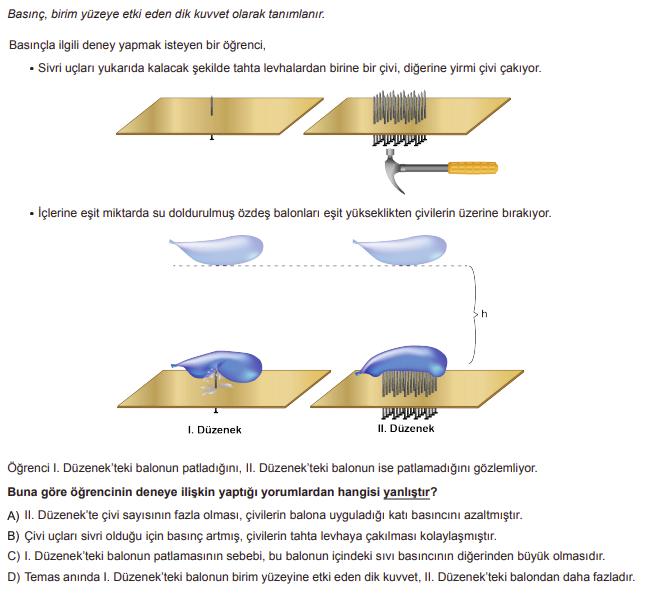 Basınç, birim yüzeye etki eden dik kuvvet olarak tanımlanır.
Basınçla ilgili deney yapmak isteyen bir öğrenci,
• Sivri uçları yukarıda kalacak şekilde tahta levhalardan birine bir çivi, diğerine yirmi çivi çakıyor.
• İçlerine eşit miktarda su doldurulmuş özdeş balonları eşit yükseklikten çivilerin üzerine bırakıyor.
h
I. Düzenek
II. Düzenek
Öğrenci I. Düzenek'teki balonun patladığını, II. Düzenek'teki balonun ise patlamadığını gözlemliyor.
Buna göre öğrencinin deneye ilişkin yaptığı yorumlardan hangisi yanlıştır?
A) II. Düzenek'te çivi sayısının fazla olması, çivilerin balona uyguladığı katı basıncını azaltmıştır.
B) Çivi uçları sivri olduğu için basınç artmış, çivilerin tahta levhaya çakılması kolaylaşmıştır.
C) I. Düzenek'teki balonun patlamasının sebebi, bu balonun içindeki sıvı basıncının diğerinden büyük olmasıdır.
D) Temas anında I. Düzenek'teki balonun birim yüzeyine etki eden dik kuvvet, II. Düzenek'teki balondan daha fazladır.